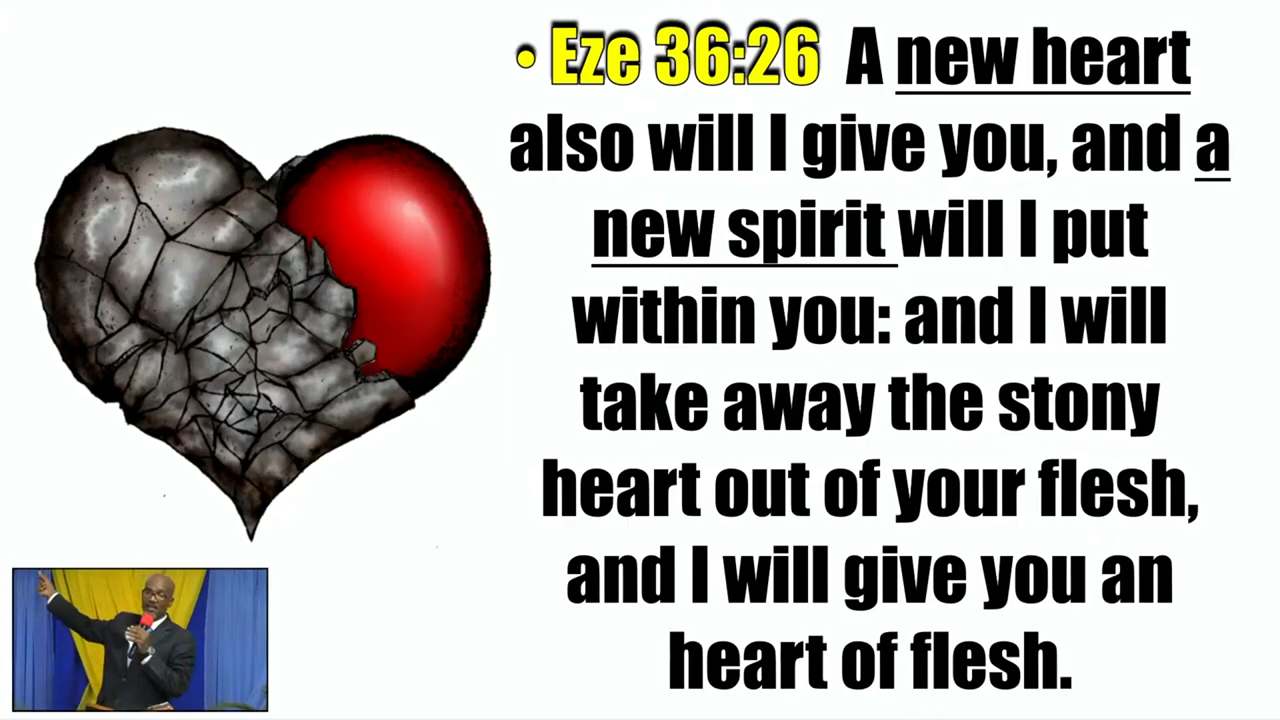 • Eze 36:26 A new heart
also will I give you, and a
new spirit will I put
within you: and I will
take away the stony
heart out of your flesh,
and I will give you an
heart of flesh.